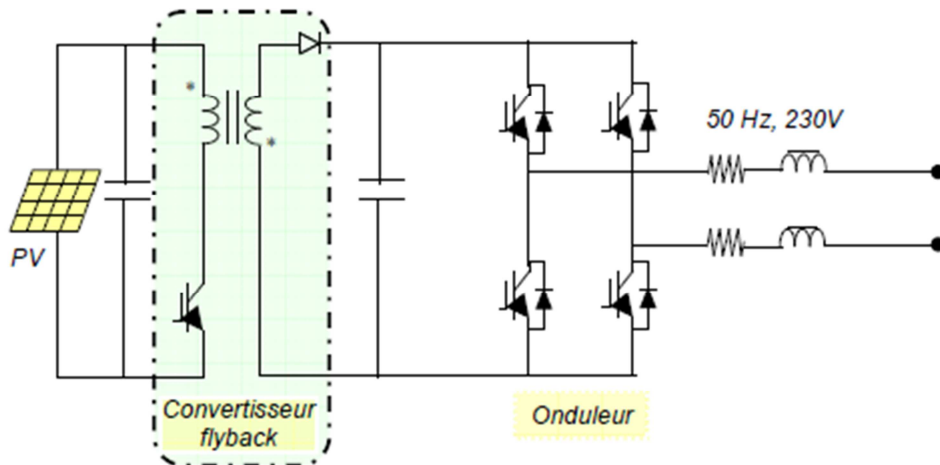 50 Hz, 230V
*
*
PV
Convertisseur
flyback
Onduleur